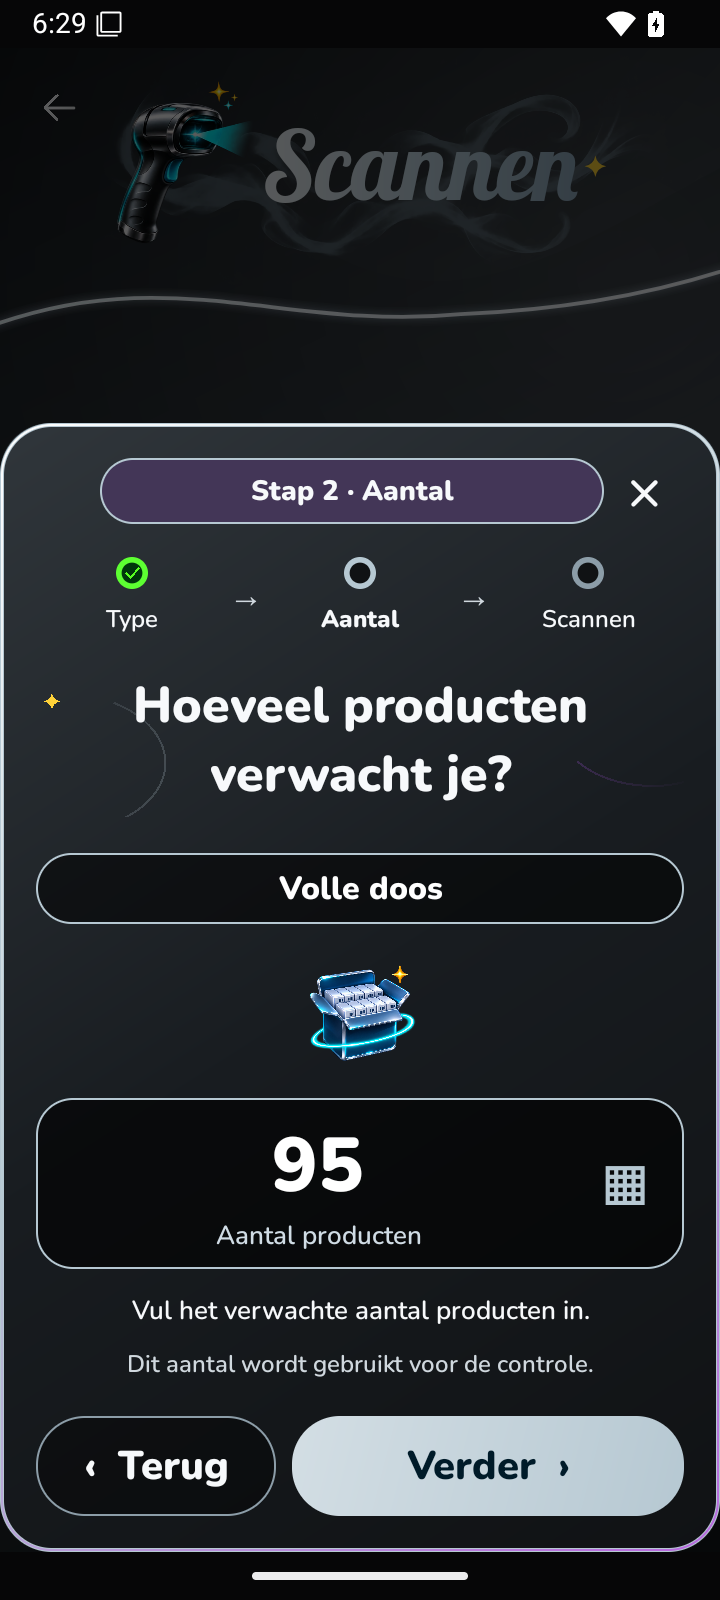 6:29
Scannen
Stap 2 · Aantal
Type → Aantal → Scannen
Hoeveel producten
verwacht je?
Volle doos
95
Aantal producten
Vul het verwachte aantal producten in.
Dit aantal wordt gebruikt voor de controle.
‹ Terug
Verder ›